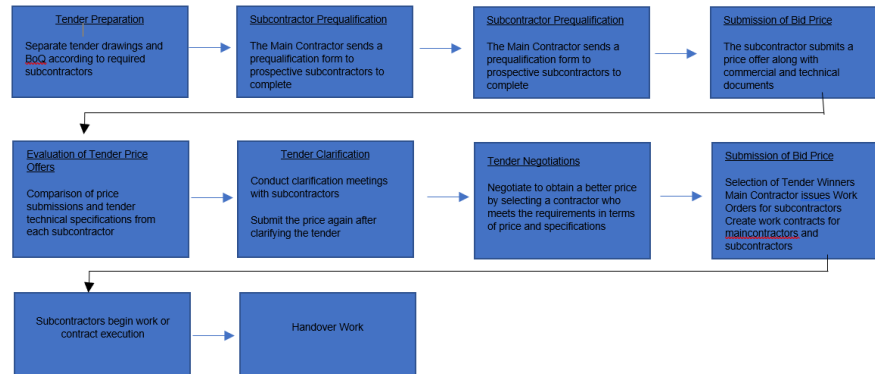 Tender Preparation
Separate tender drawings and
BoQ according to required
subcontractors
Subcontractor Prequalification
The Main Contractor sends a
prequalification form to
prospective subcontractors to
complete
Subcontractor Prequalification
The Main Contractor sends a
prequalification form to
prospective subcontractors to
complete
Submission of Bid Price
The subcontractor submits a
price offer along with
commercial and technical
documents
Evaluation of Tender Price
Offers
Comparison of price
submissions and tender
technical specifications from
each subcontractor
Tender Clarification
Conduct clarification meetings
with subcontractors
Submit the price again after
clarifying the tender
Tender Negotiations
Negotiate to obtain a better price
by selecting a contractor who
meets the requirements in terms
of price and specifications
Submission of Bid Price
Selection of Tender Winners
Main Contractor issues Work
Orders for subcontractors
Create work contracts for
maincontractors and
subcontractors
Subcontractors begin work or
contract execution
Handover Work